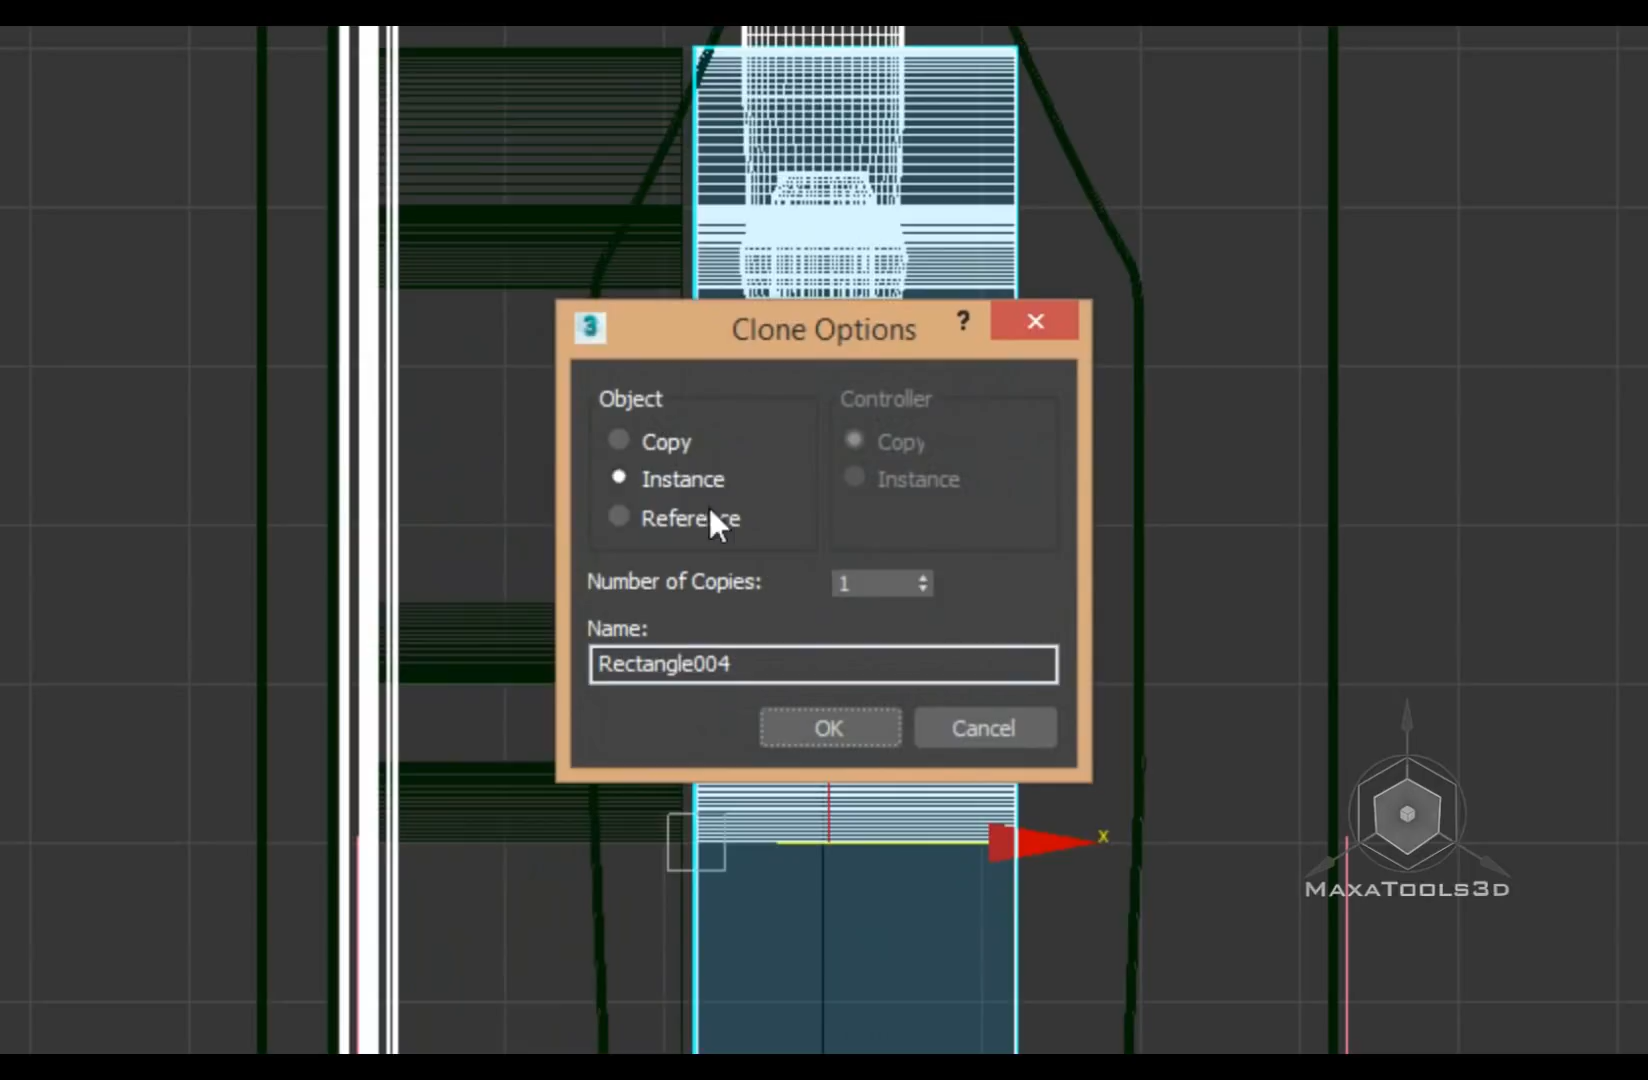 3 Clone Options ?
Object
Controller
Copy
Copy
Instance
Instance
Reference
Number of Copies: 1
Name:
Rectangle004
OK
Cancel
x
MaxaTools3D